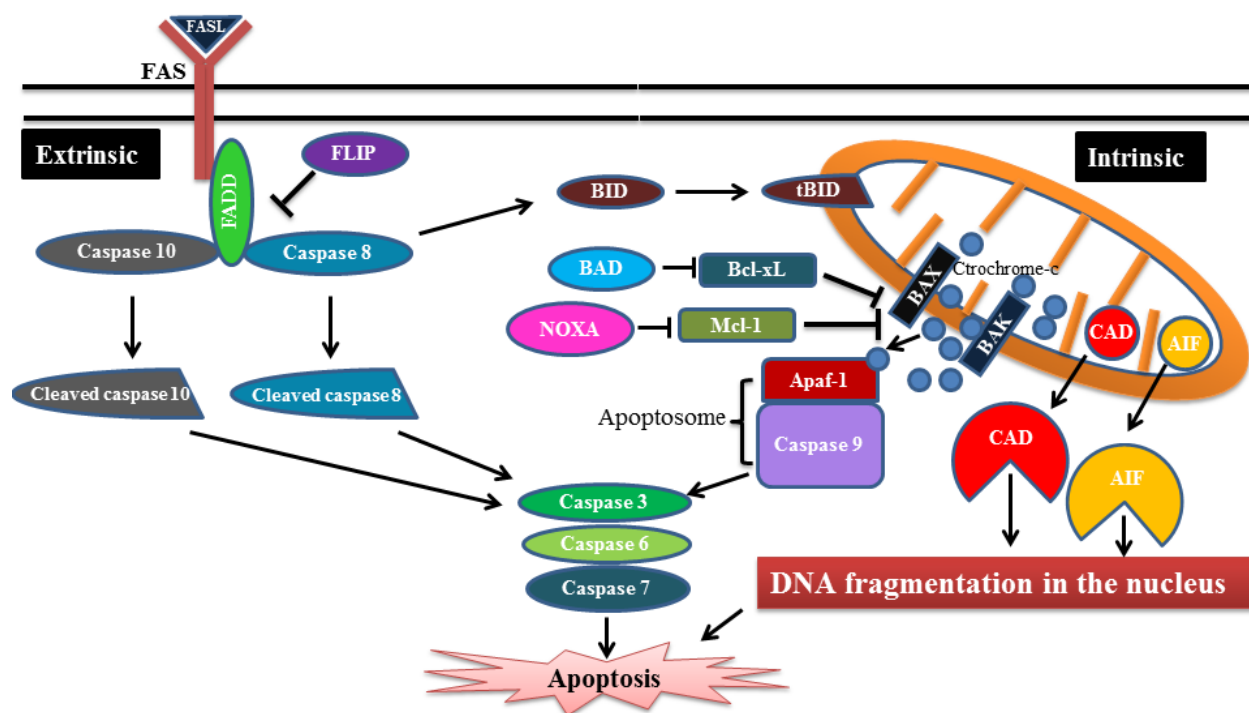 FASL
FAS
Extrinsic
FLIP
Intrinsic
FADD
BID
tBID
Caspase 10
Caspase 8
BAD
Bcl-xL
BAX
Ctrochrome-c
NOXA
Mcl-1
BAK
CAD
AIF
Cleaved caspase 10
Cleaved caspase 8
Apaf-1
Apoptosome
Caspase 9
CAD
AIF
Caspase 3
Caspase 6
Caspase 7
DNA fragmentation in the nucleus
Apoptosis